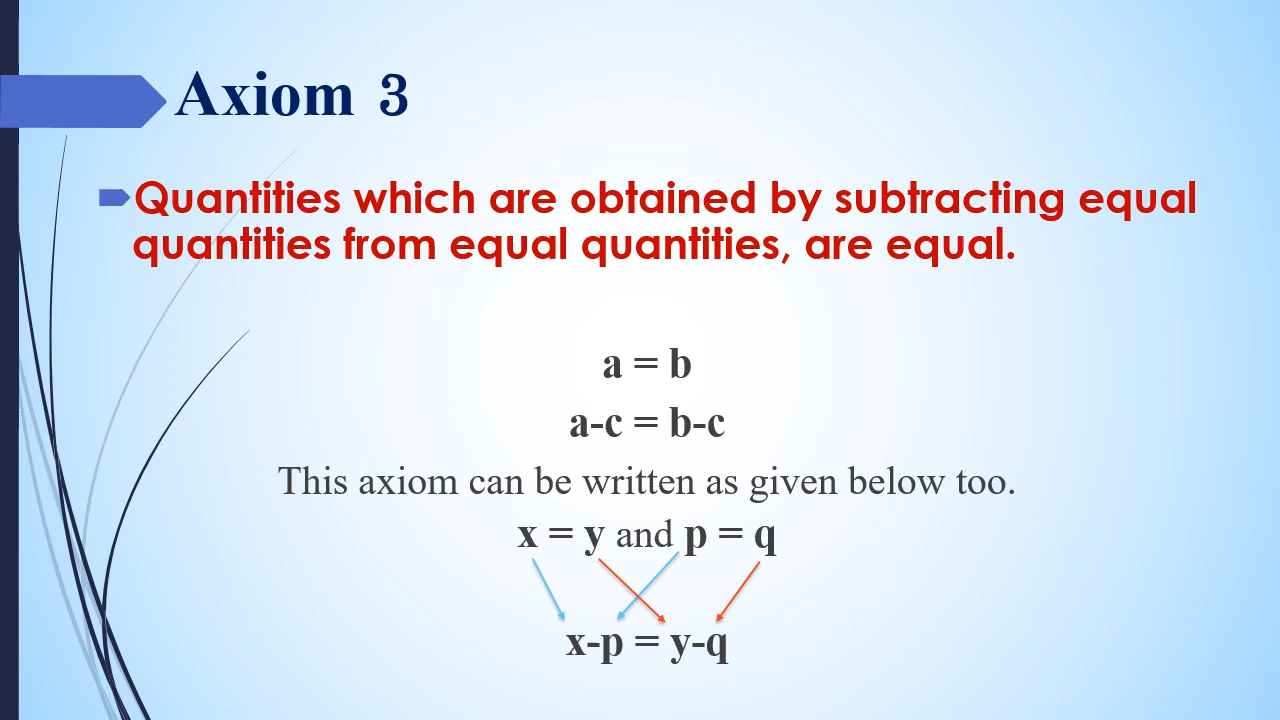 Axiom 3
Quantities which are obtained by subtracting equal
quantities from equal quantities, are equal.
a = b
a-c = b-c
This axiom can be written as given below too.
x = y and p = q
x-p = y-q